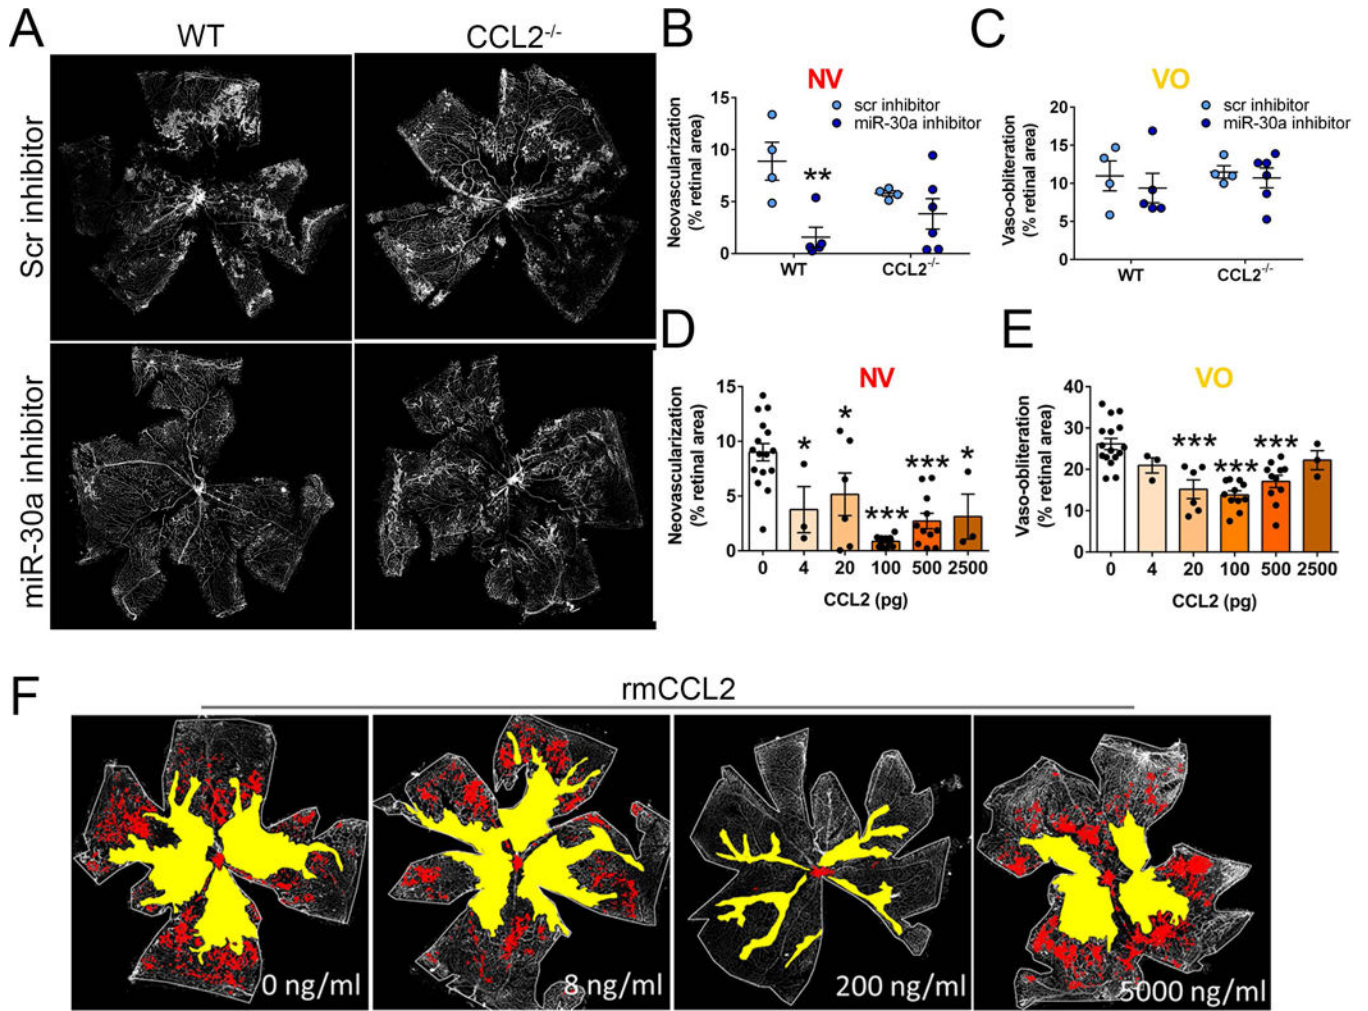 A
WT
CCL2-/-
Scr inhibitor
miR-30a inhibitor
B
NV
scr inhibitor
miR-30a inhibitor
Neovascularization
(% retinal area)
15
10
5
0
**
WT
CCL2-/-
C
VO
scr inhibitor
miR-30a inhibitor
Vaso-obliteration
(% retinal area)
20
15
10
5
0
WT
CCL2-/-
D
NV
Neovascularization
(% retinal area)
15
10
5
0
*
*
***
***
*
0 4 20 100 500 2500
CCL2 (pg)
E
VO
Vaso-obliteration
(% retinal area)
40
30
20
10
0
***
***
***
0 4 20 100 500 2500
CCL2 (pg)
F
rmCCL2
0 ng/ml
8 ng/ml
200 ng/ml
5000 ng/ml